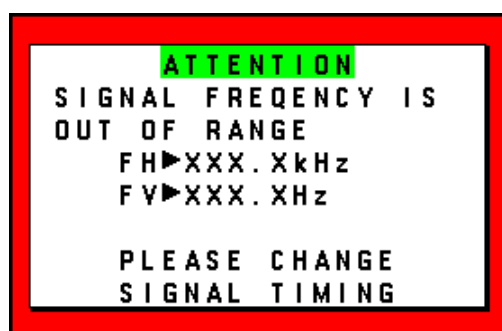 ATTENTION
SIGNAL FREQENCY IS
OUT OF RANGE
FH▶XXX.XkHz
FV▶XXX.XHz
PLEASE CHANGE
SIGNAL TIMING